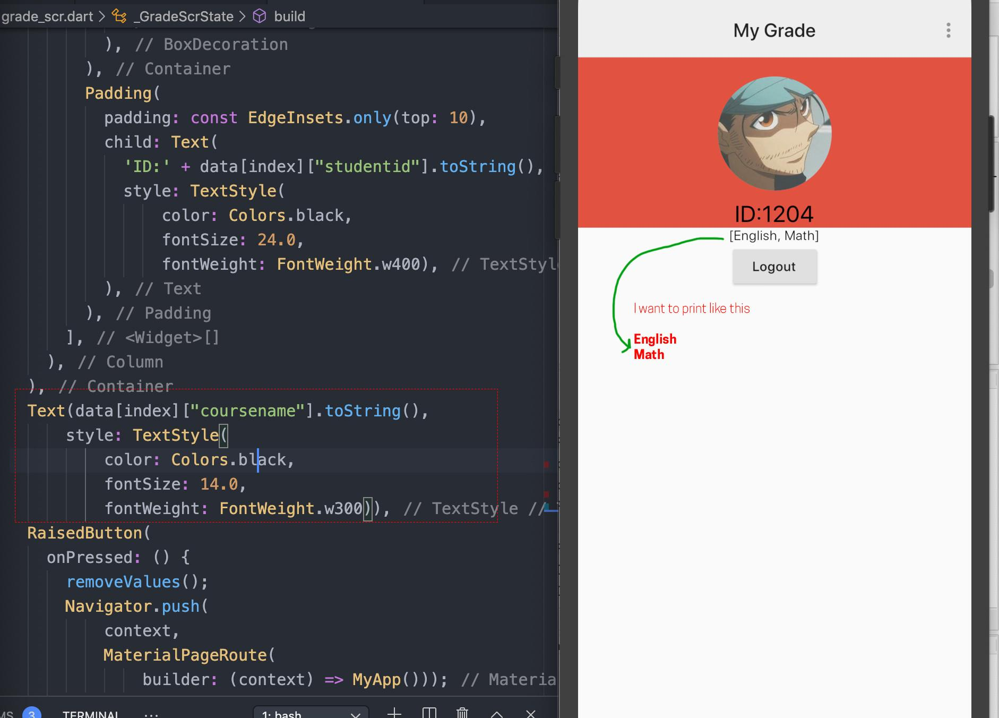 grade_scr.dart > _GradeScrState > build
), // BoxDecoration
), // Container
Padding(
padding: const EdgeInsets.only(top: 10),
child: Text(
'ID:' + data[index]["studentid"].toString(),
style: TextStyle(
color: Colors.black,
fontSize: 24.0,
fontWeight: FontWeight.w400), // TextStyl
), // Text
), // Padding
], // <Widget>[]
), // Column
), // Container
Text(data[index]["coursename"].toString(),
style: TextStyle(
color: Colors.black,
fontSize: 14.0,
fontWeight: FontWeight.w300)), // TextStyle //
RaisedButton(
onPressed: () {
removeValues();
Navigator.push(
context,
MaterialPageRoute(
builder: (context) => MyApp())); // Materia
MS 3 TERMINAL ... 1: bash
My Grade
ID:1204
[English, Math]
Logout
I want to print like this
English
Math